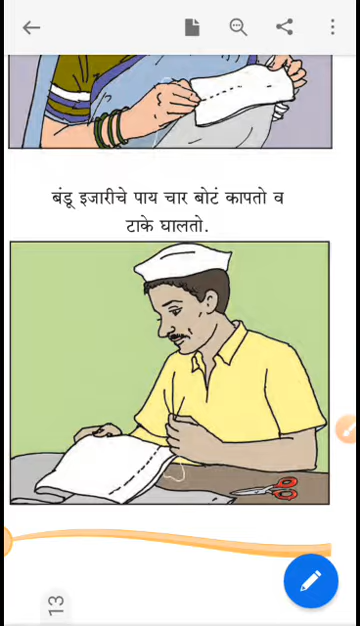 बंडू इजारीचे पाय चार बोटं कापतो व
टाके घालतो.
13